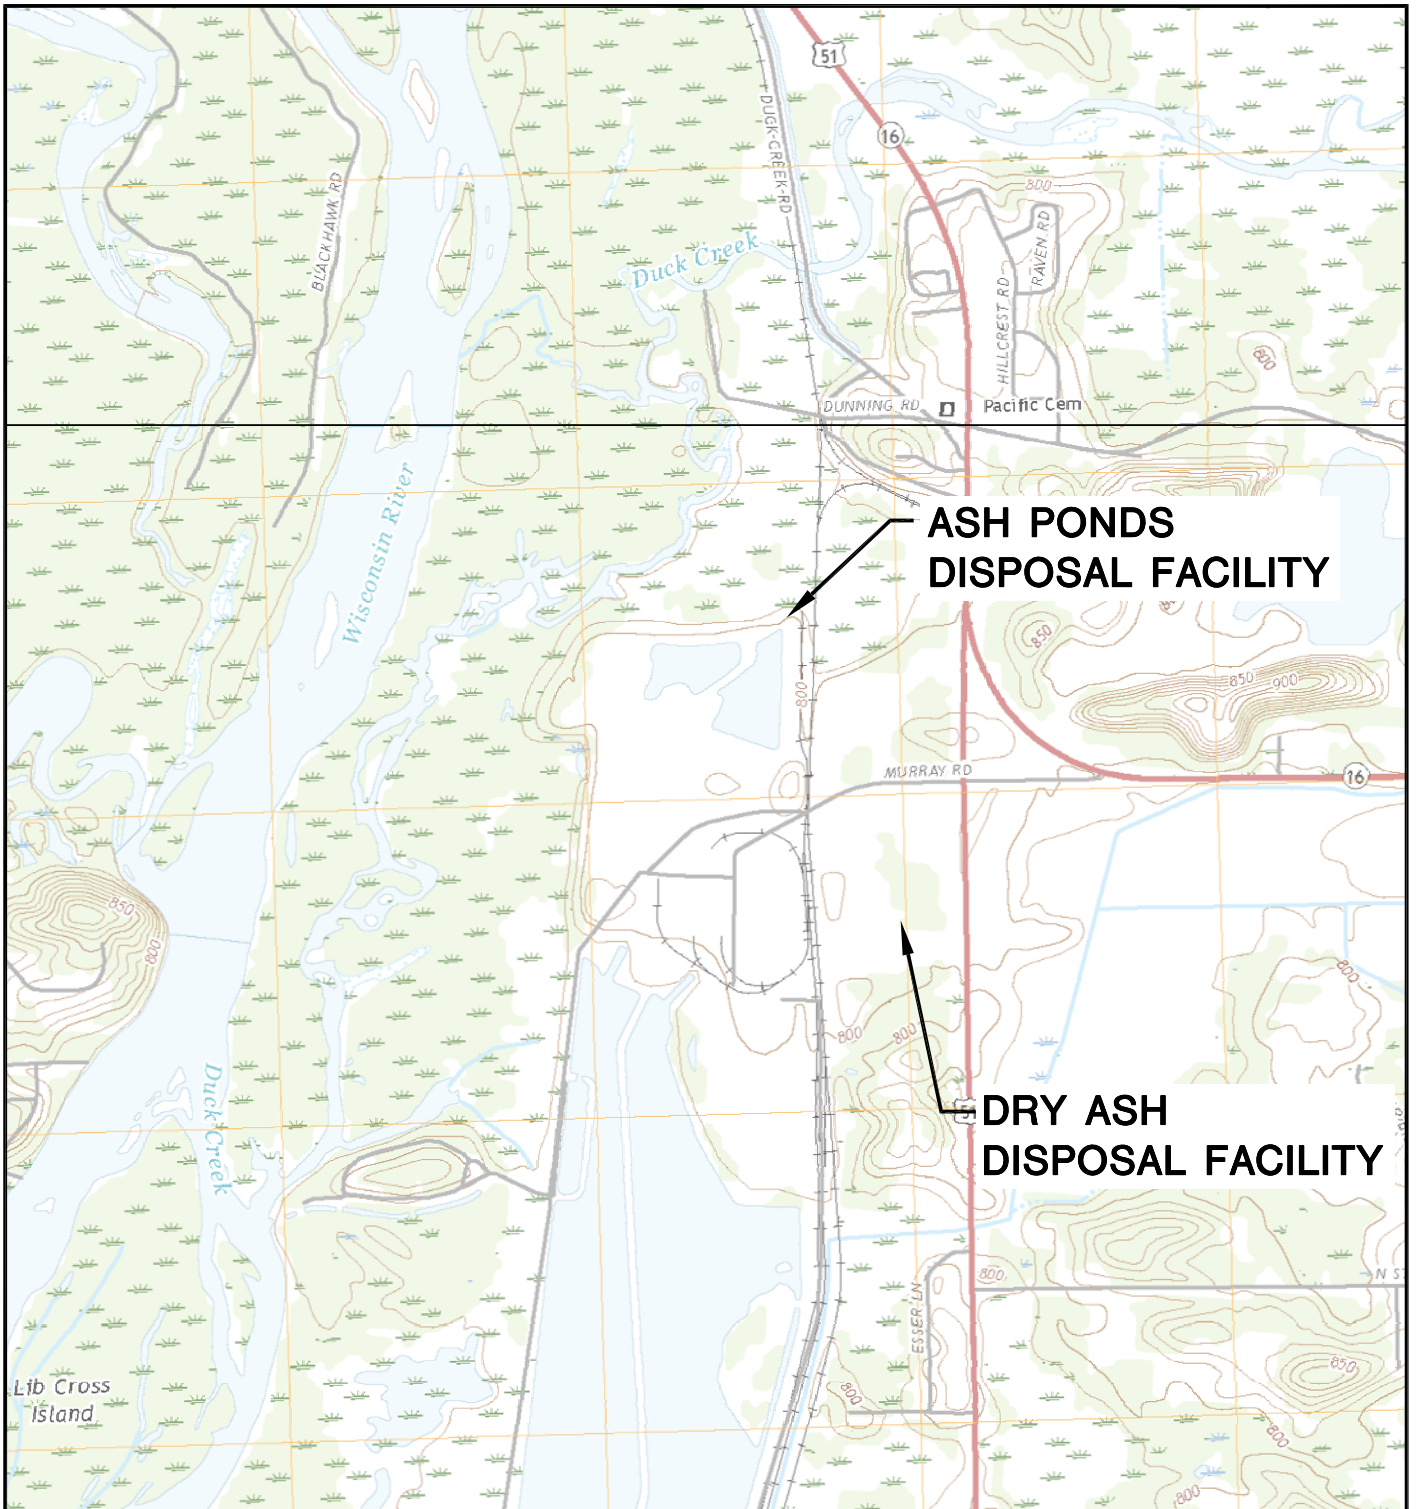 51
16
DUCK-CREEK-RD
BLACKHAWK RD
800
RAVEN RD
Duck Creek
HILLCREST RD
800
DUNNING RD
Pacific Cem
Wisconsin River
ASH PONDS
DISPOSAL FACILITY
850
800
850
900
MURRAY RD
16
850
800
800
800
800
Duck Creek
DRY ASH
DISPOSAL FACILITY
800
N ST
ESSER LN
850
Lib Cross
Island
800
800
800